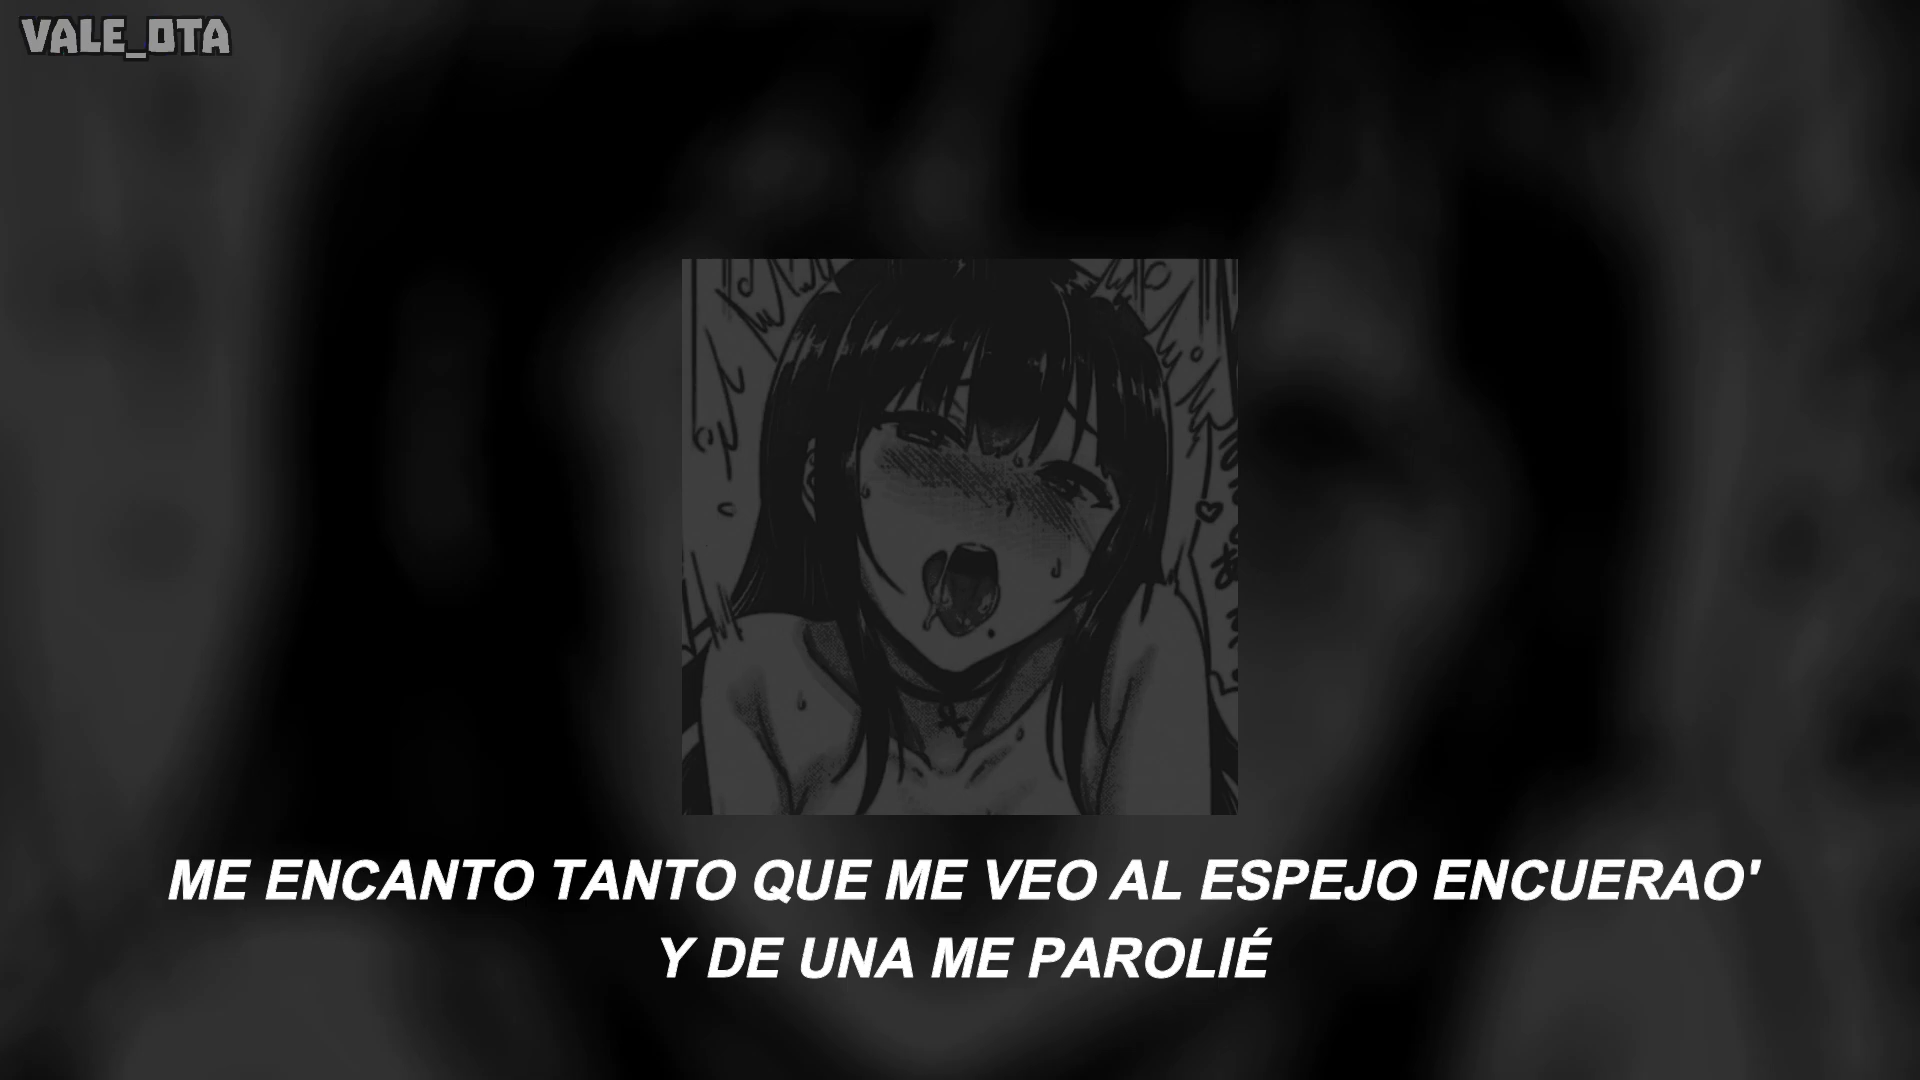 VALE_OTA
ME ENCANTO TANTO QUE ME VEO AL ESPEJO ENCUERAO'
Y DE UNA ME PAROLIÉ